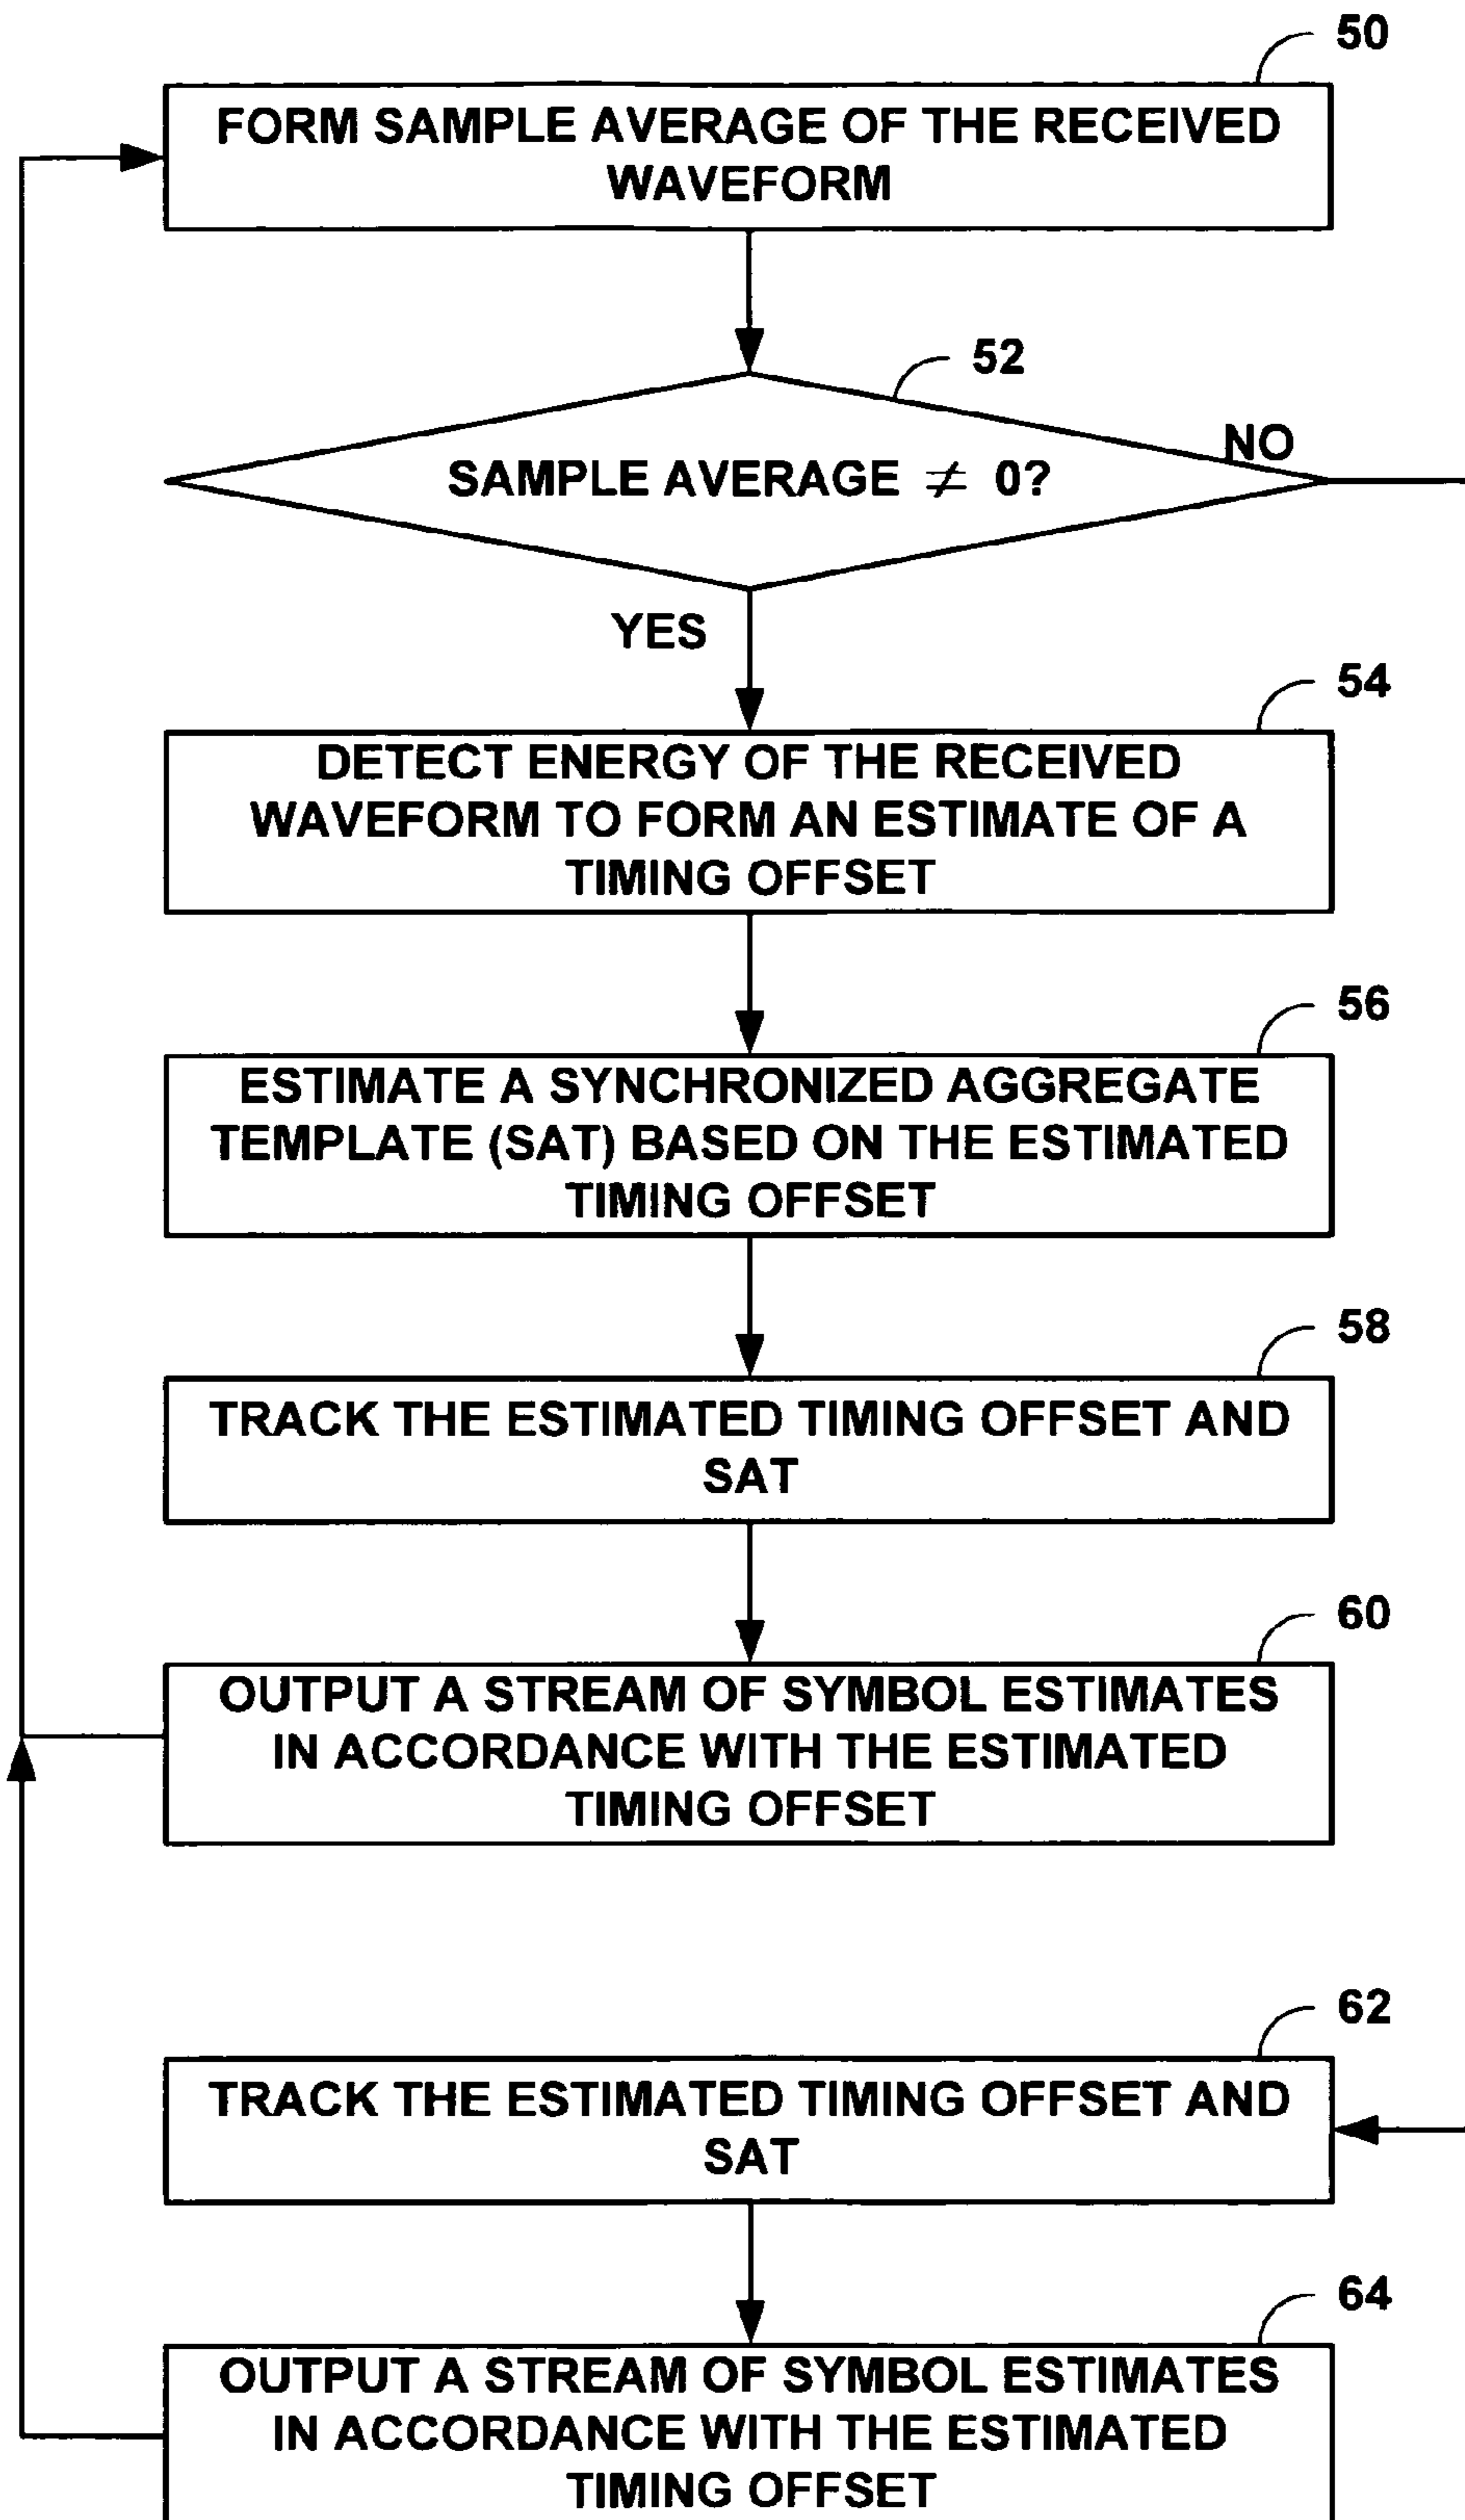 50
FORM SAMPLE AVERAGE OF THE RECEIVED
WAVEFORM
52
NO
SAMPLE AVERAGE ≠ 0?
YES
54
DETECT ENERGY OF THE RECEIVED
WAVEFORM TO FORM AN ESTIMATE OF A
TIMING OFFSET
56
ESTIMATE A SYNCHRONIZED AGGREGATE
TEMPLATE (SAT) BASED ON THE ESTIMATED
TIMING OFFSET
58
TRACK THE ESTIMATED TIMING OFFSET AND
SAT
60
OUTPUT A STREAM OF SYMBOL ESTIMATES
IN ACCORDANCE WITH THE ESTIMATED
TIMING OFFSET
62
TRACK THE ESTIMATED TIMING OFFSET AND
SAT
64
OUTPUT A STREAM OF SYMBOL ESTIMATES
IN ACCORDANCE WITH THE ESTIMATED
TIMING OFFSET